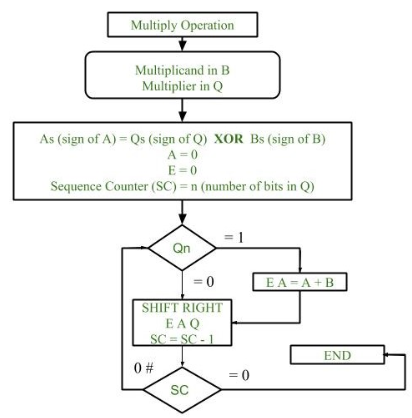 Multiply Operation
Multiplicand in B
Multiplier in Q
As (sign of A) = Qs (sign of Q) XOR Bs (sign of B)
A = 0
E = 0
Sequence Counter (SC) = n (number of bits in Q)
Qn
= 1
= 0
E A = A + B
SHIFT RIGHT
E A Q
SC = SC - 1
END
0 #
= 0
SC